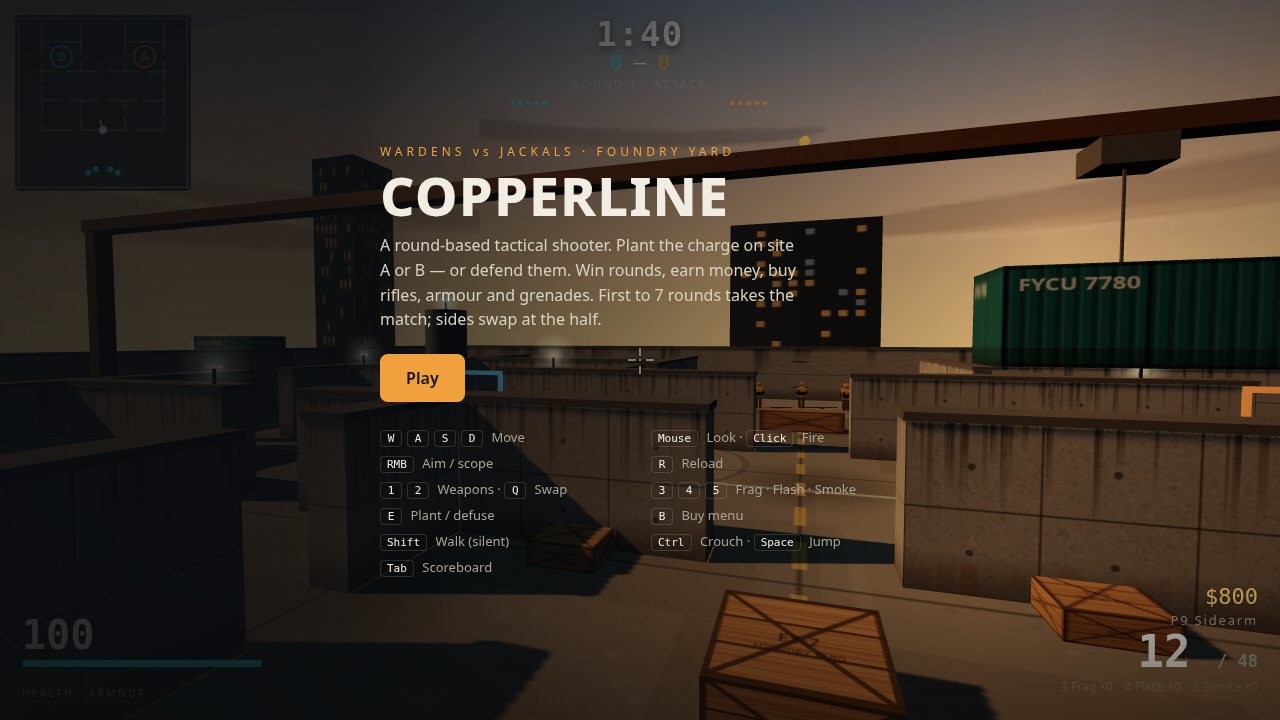 B
A
1:40
0 — 0
ROUND 1 · ATTACK
WARDENS vs JACKALS · FOUNDRY YARD
COPPERLINE
A round-based tactical shooter. Plant the charge on site
A or B — or defend them. Win rounds, earn money, buy
rifles, armour and grenades. First to 7 rounds takes the
match; sides swap at the half.
FYCU 7780
Play
W A S D Move
Mouse Look · Click Fire
RMB Aim / scope
R Reload
1 2 Weapons · Q Swap
3 4 5 Frag · Flash · Smoke
E Plant / defuse
B Buy menu
Shift Walk (silent)
Ctrl Crouch · Space Jump
Tab Scoreboard
100
HEALTH · ARMOUR
$800
P9 Sidearm
12 / 48
3 Frag ×0 4 Flash ×0 5 Smoke ×0